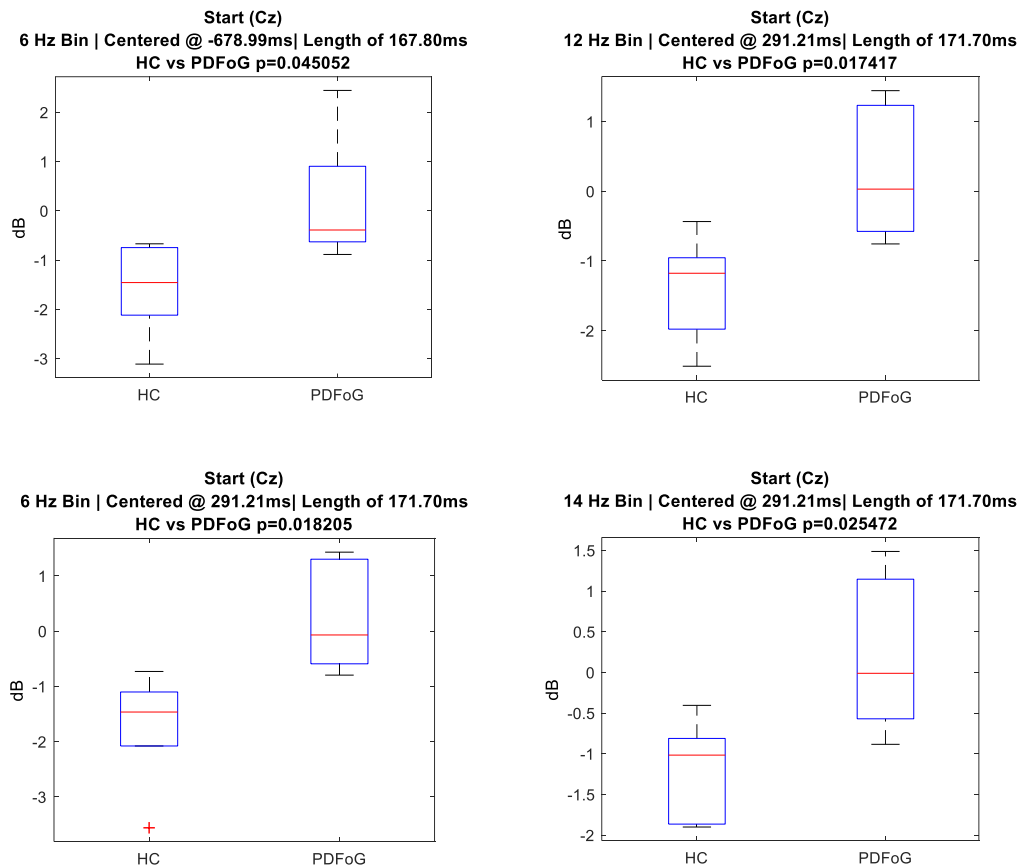 Start (Cz)
6 Hz Bin | Centered @ -678.99ms| Length of 167.80ms
HC vs PDFoG p=0.045052
2
1
0
-1
-2
-3
dB
HC PDFoG
Start (Cz)
12 Hz Bin | Centered @ 291.21ms| Length of 171.70ms
HC vs PDFoG p=0.017417
1
0
-1
-2
dB
HC PDFoG
Start (Cz)
6 Hz Bin | Centered @ 291.21ms| Length of 171.70ms
HC vs PDFoG p=0.018205
1
0
-1
-2
-3
dB
HC PDFoG
Start (Cz)
14 Hz Bin | Centered @ 291.21ms| Length of 171.70ms
HC vs PDFoG p=0.025472
1.5
1
0.5
0
-0.5
-1
-1.5
-2
dB
HC PDFoG